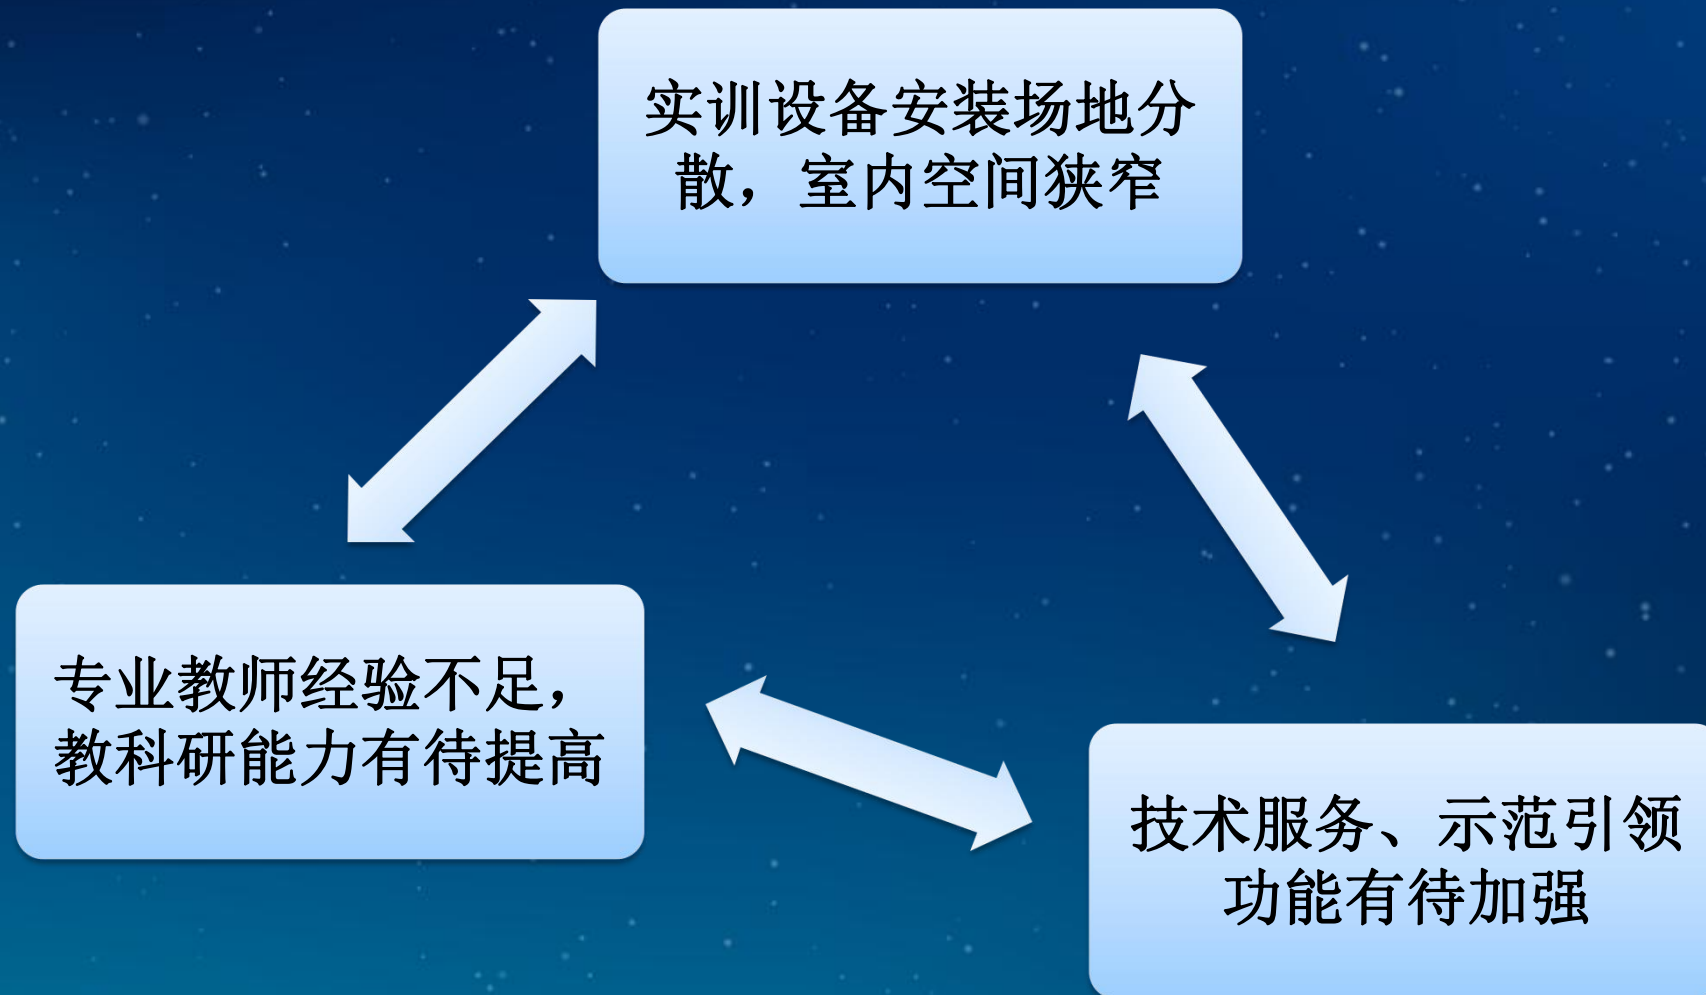 实训设备安装场地分
散，室内空间狭窄
专业教师经验不足，
教科研能力有待提高
技术服务、示范引领
功能有待加强